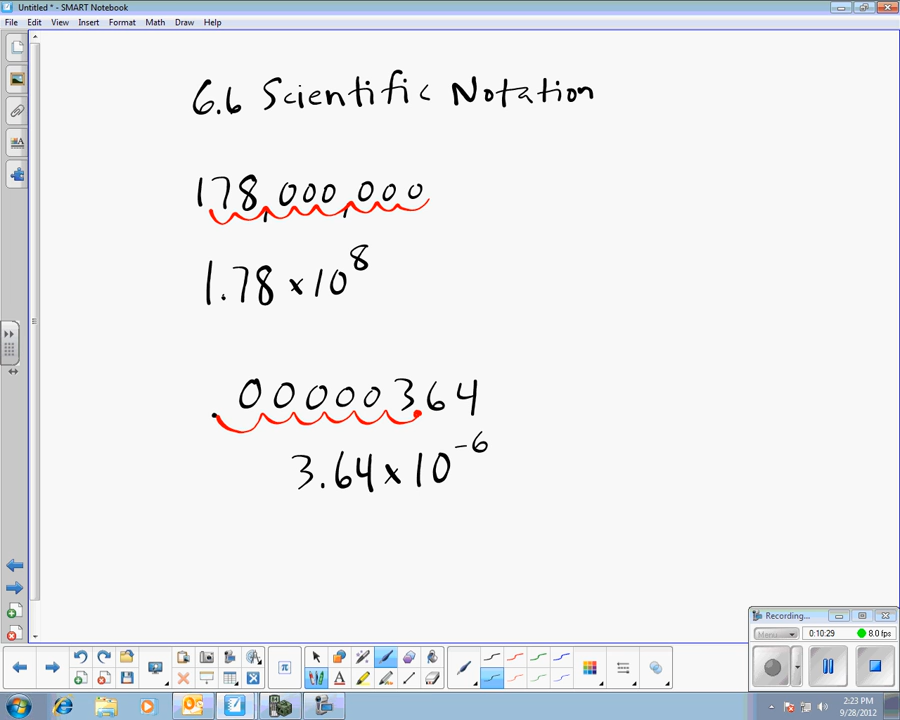 Untitled * - SMART Notebook
File Edit View Insert Format Math Draw Help
6.6 Scientific Notation
178,000,000
1.78 × 10^8
.00000364
3.64 × 10^-6
Recording...
Menu
0:10:29
8.0 fps
2:23 PM
9/28/2012